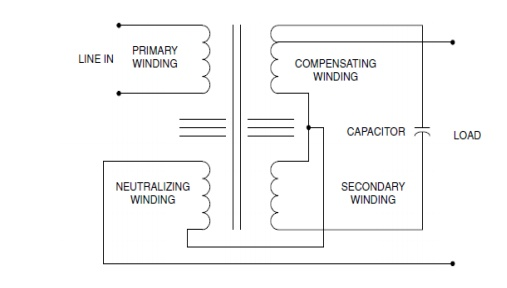 LINE IN
PRIMARY
WINDING
COMPENSATING
WINDING
CAPACITOR
LOAD
NEUTRALIZING
WINDING
SECONDARY
WINDING